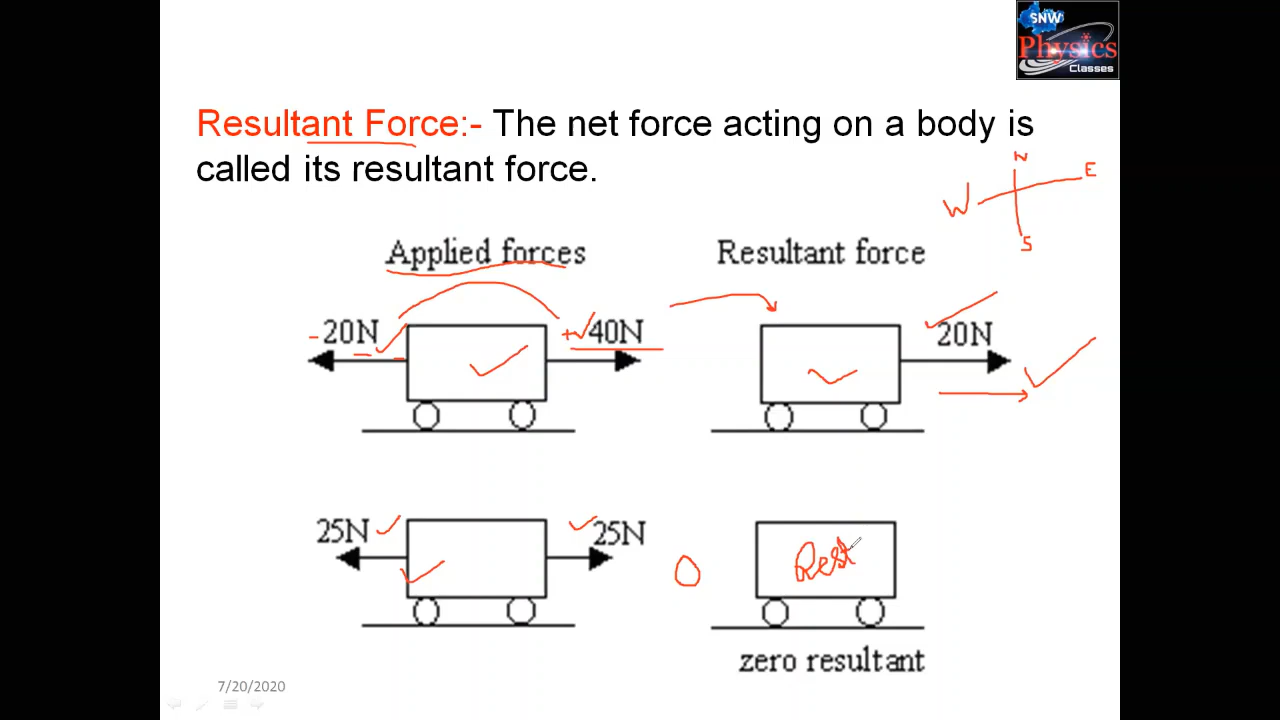 SNW
Physics
Classes
Resultant Force:- The net force acting on a body is
called its resultant force.
N
W E
S
Applied forces Resultant force
- 20N + 40N 20N
25N 25N 0 Rest
zero resultant
7/20/2020